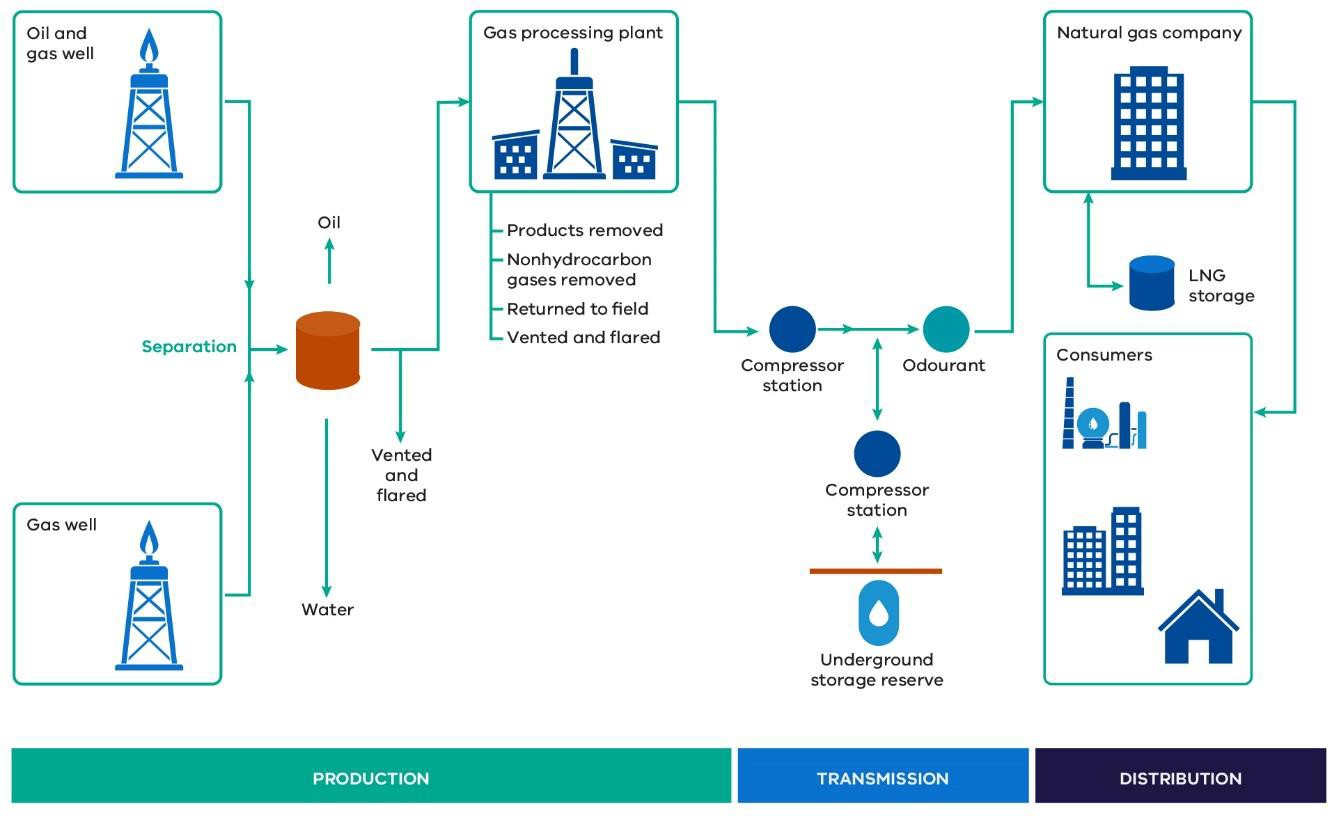 Oil and
gas well
Gas processing plant
Natural gas company
Oil
Products removed
Nonhydrocarbon
gases removed
Returned to field
Vented and flared
LNG
storage
Separation
Compressor
station
Odourant
Consumers
Vented
and
flared
Compressor
station
Gas well
Water
Underground
storage reserve
PRODUCTION
TRANSMISSION
DISTRIBUTION